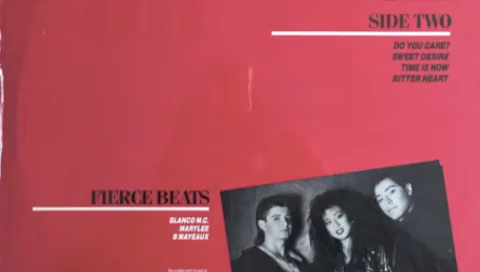 SIDE TWO
DO YOU CARE?
SWEET DESIRE
TIME IS NOW
BITTER HEART
FIERCE BEATS
BLANCO M.C.
MARYLEE
B MAYEAUX